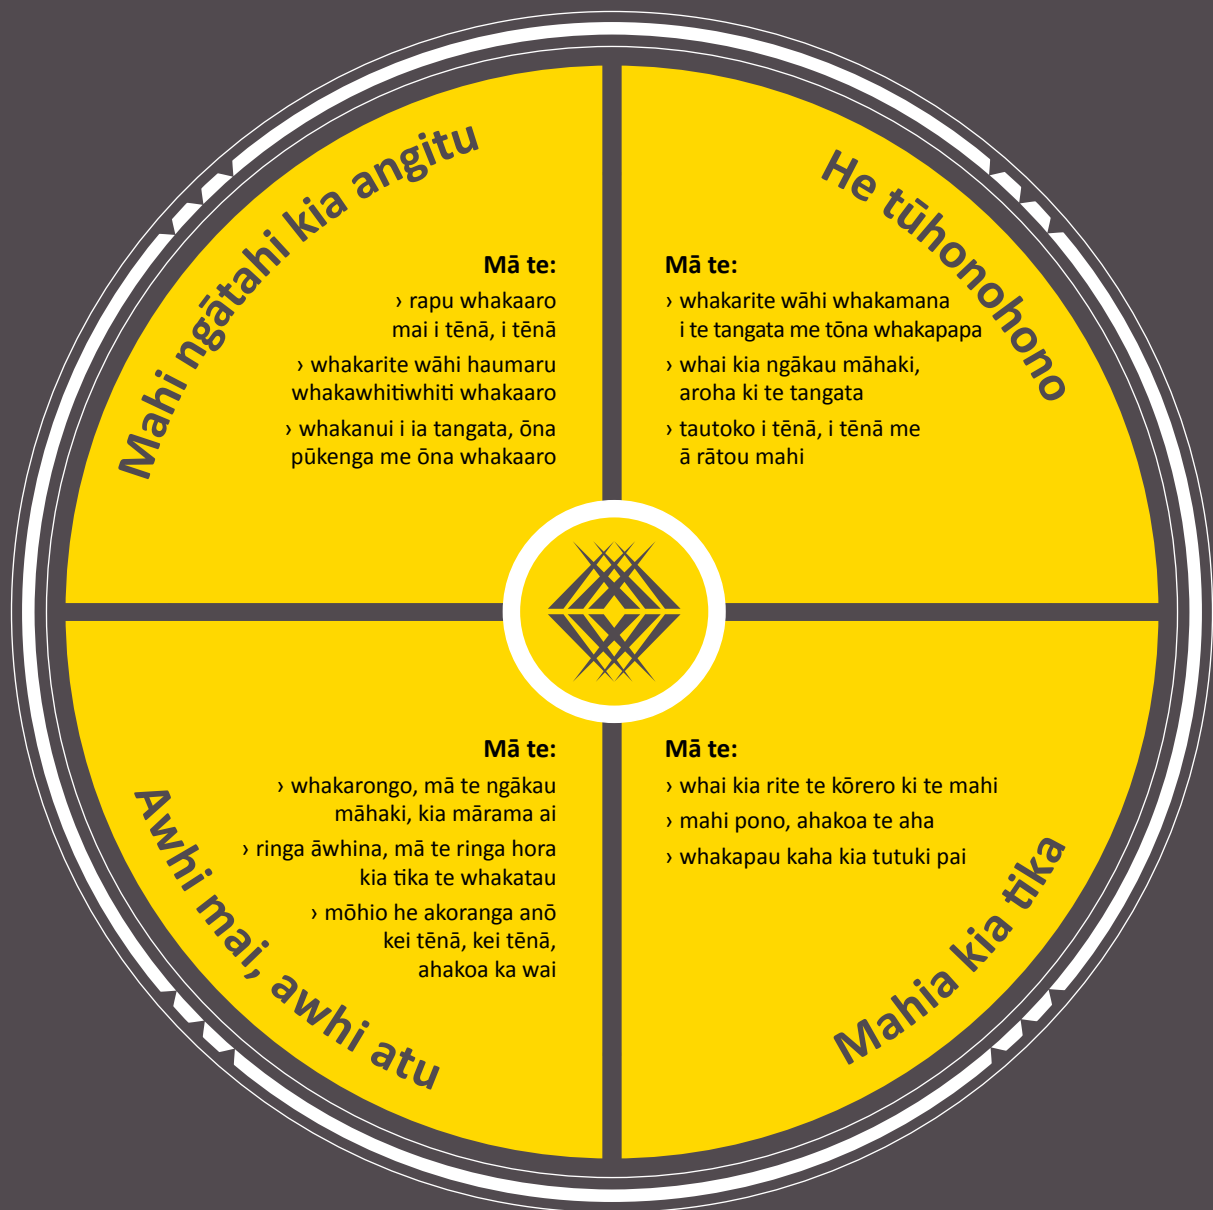 Mahi ngātahi kia angitu
Mā te:
› rapu whakaaro
mai i tēnā, i tēnā
› whakarite wāhi haumaru
whakawhitiwhiti whakaaro
› whakanui i ia tangata, ōna
pūkenga me ōna whakaaro
He tūhonohono
Mā te:
› whakarite wāhi whakamana
i te tangata me tōna whakapapa
› whai kia ngākau māhaki,
aroha ki te tangata
› tautoko i tēnā, i tēnā me
ā rātou mahi
Awhi mai, awhi atu
Mā te:
› whakarongo, mā te ngākau
māhaki, kia mārama ai
› ringa āwhina, mā te ringa hora
kia tika te whakatau
› mōhio he akoranga anō
kei tēnā, kei tēnā,
ahakoa ka wai
Mahia kia tika
Mā te:
› whai kia rite te kōrero ki te mahi
› mahi pono, ahakoa te aha
› whakapau kaha kia tutuki pai